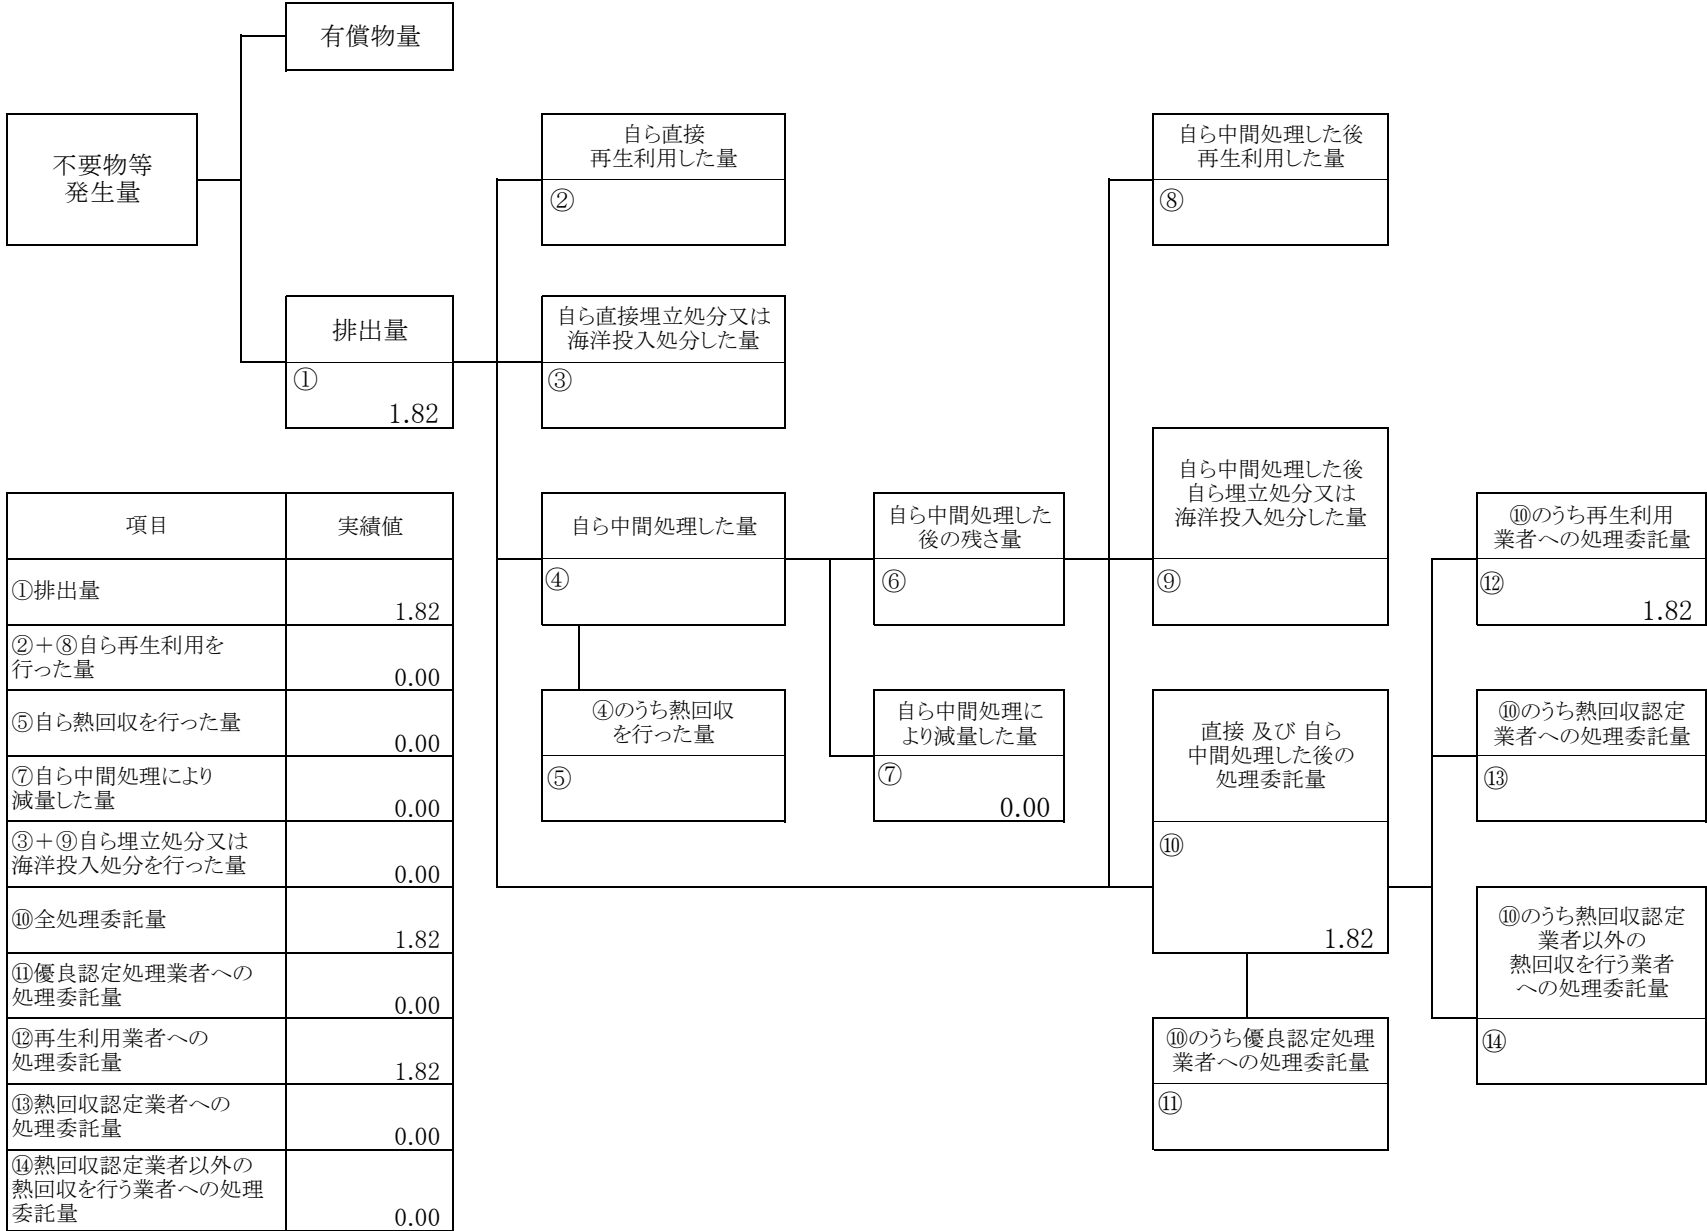 有償物量
不要物等
発生量
自ら直接
再生利用した量
②
自ら中間処理した後
再生利用した量
⑧
排出量
①
1.82
自ら直接埋立処分又は
海洋投入処分した量
③
自ら中間処理した量
④
自ら中間処理した
後の残さ量
⑥
自ら中間処理した後
自ら埋立処分又は
海洋投入処分した量
⑨
⑩のうち再生利用
業者への処理委託量
⑫
1.82
④のうち熱回収
を行った量
⑤
自ら中間処理に
より減量した量
⑦
0.00
直接 及び 自ら
中間処理した後の
処理委託量
⑩
1.82
⑩のうち熱回収認定
業者への処理委託量
⑬
⑩のうち熱回収認定
業者以外の
熱回収を行う業者
への処理委託量
⑭
⑩のうち優良認定処理
業者への処理委託量
⑪
項目 実績値
①排出量
1.82
②+⑧自ら再生利用を
行った量
0.00
⑤自ら熱回収を行った量
0.00
⑦自ら中間処理により
減量した量
0.00
③+⑨自ら埋立処分又は
海洋投入処分を行った量
0.00
⑩全処理委託量
1.82
⑪優良認定処理業者への
処理委託量
0.00
⑫再生利用業者への
処理委託量
1.82
⑬熱回収認定業者への
処理委託量
0.00
⑭熱回収認定業者以外の
熱回収を行う業者への処理
委託量
0.00